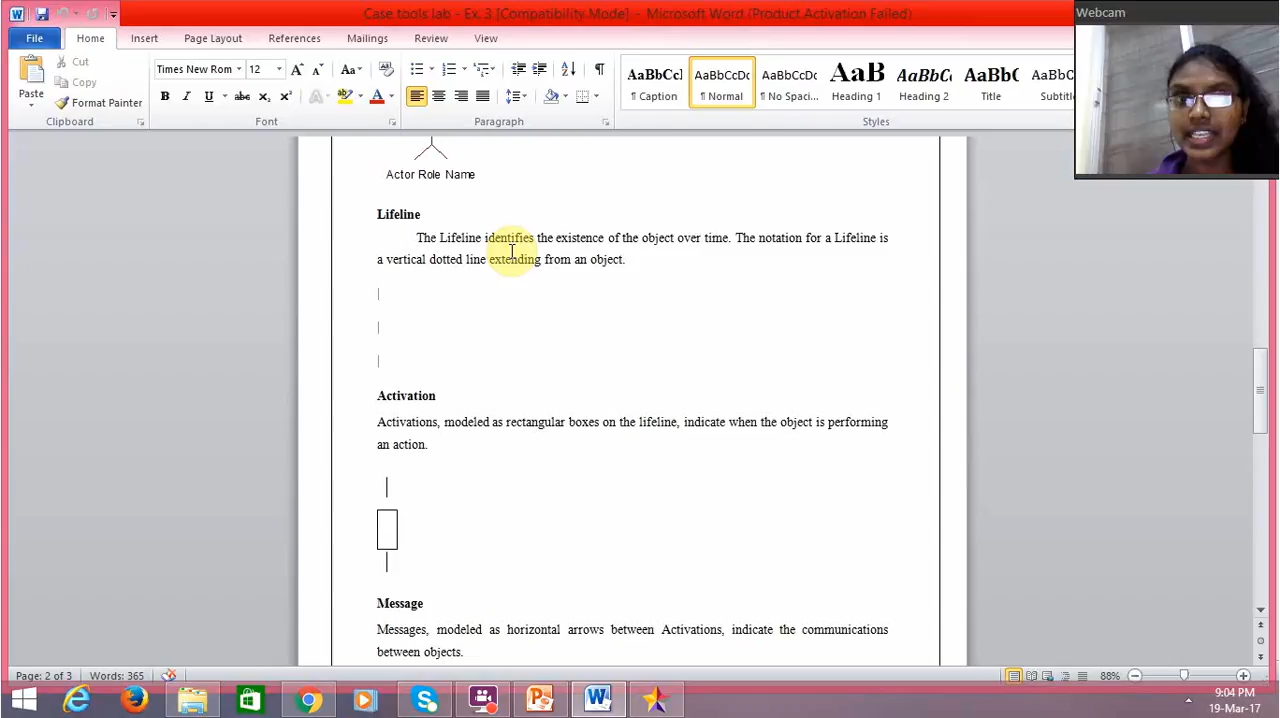 Case tools lab - Ex. 3 [Compatibility Mode] - Microsoft Word (Product Activation Failed)
Webcam
File Home Insert Page Layout References Mailings Review View
Cut
Copy
Format Painter
Paste
Clipboard
Times New Rom 12
Font
Paragraph
AaBbCcI AaBbCcDc AaBbCcDc AaB AaBbC AaBbC AaBbCc
¶ Caption ¶ Normal ¶ No Spaci... Heading 1 Heading 2 Title Subtitl
Styles
Actor Role Name
Lifeline
The Lifeline identifies the existence of the object over time. The notation for a Lifeline is
a vertical dotted line extending from an object.
Activation
Activations, modeled as rectangular boxes on the lifeline, indicate when the object is performing
an action.
Message
Messages, modeled as horizontal arrows between Activations, indicate the communications
between objects.
Page: 2 of 3 Words: 365 88%
9:04 PM
19-Mar-17